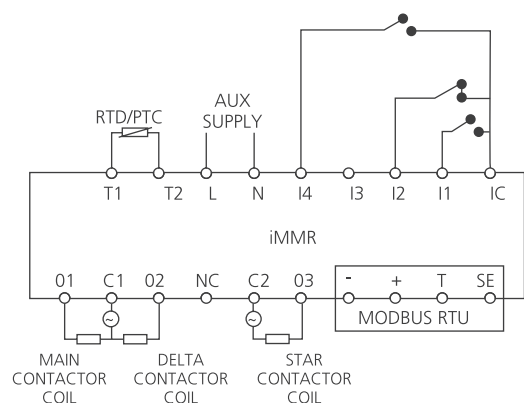 RTD/PTC
AUX
SUPPLY
T1 T2 L N I4 I3 I2 I1 IC
iMMR
01 C1 02 NC C2 03 - + T SE
~ ~
MODBUS RTU
MAIN
CONTACTOR
COIL
DELTA
CONTACTOR
COIL
STAR
CONTACTOR
COIL